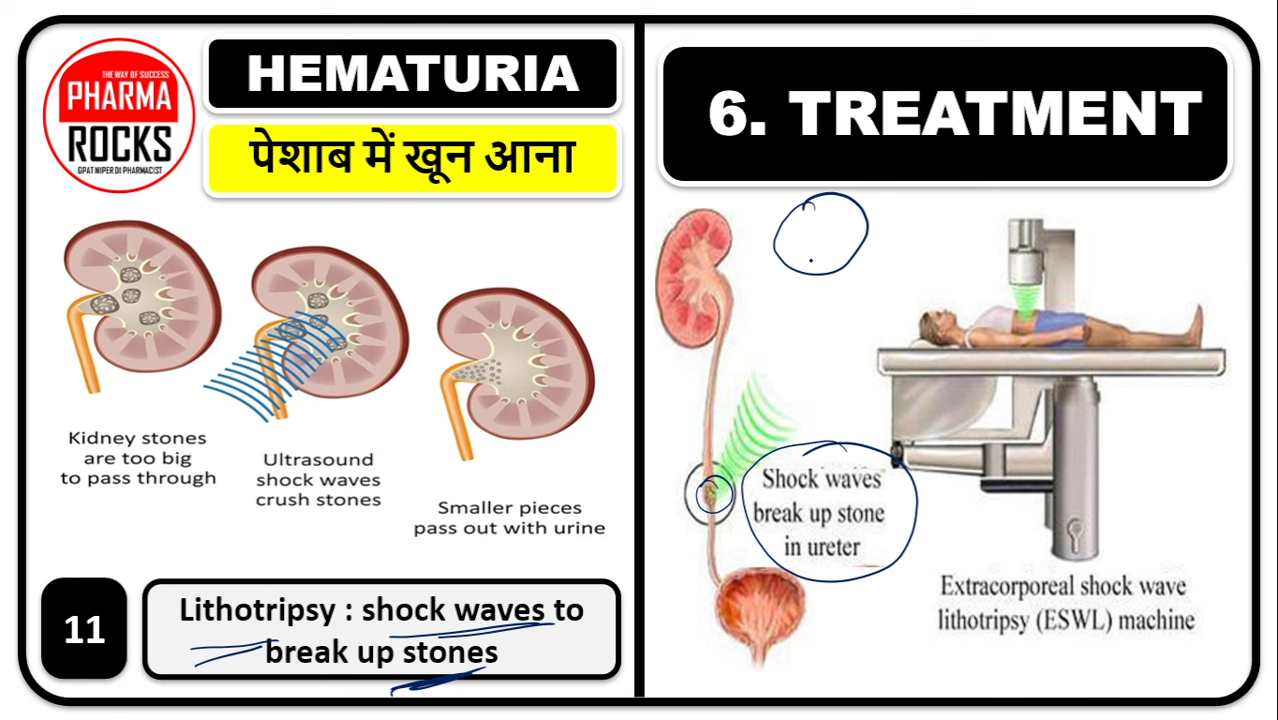 THE WAY OF SUCCESS
PHARMA
ROCKS
GPAT NIPER DI PHARMACIST
HEMATURIA
पेशाब में खून आना
Kidney stones
are too big
to pass through
Ultrasound
shock waves
crush stones
Smaller pieces
pass out with urine
11
Lithotripsy : shock waves to
break up stones
6. TREATMENT
Shock waves
break up stone
in ureter
Extracorporeal shock wave
lithotripsy (ESWL) machine